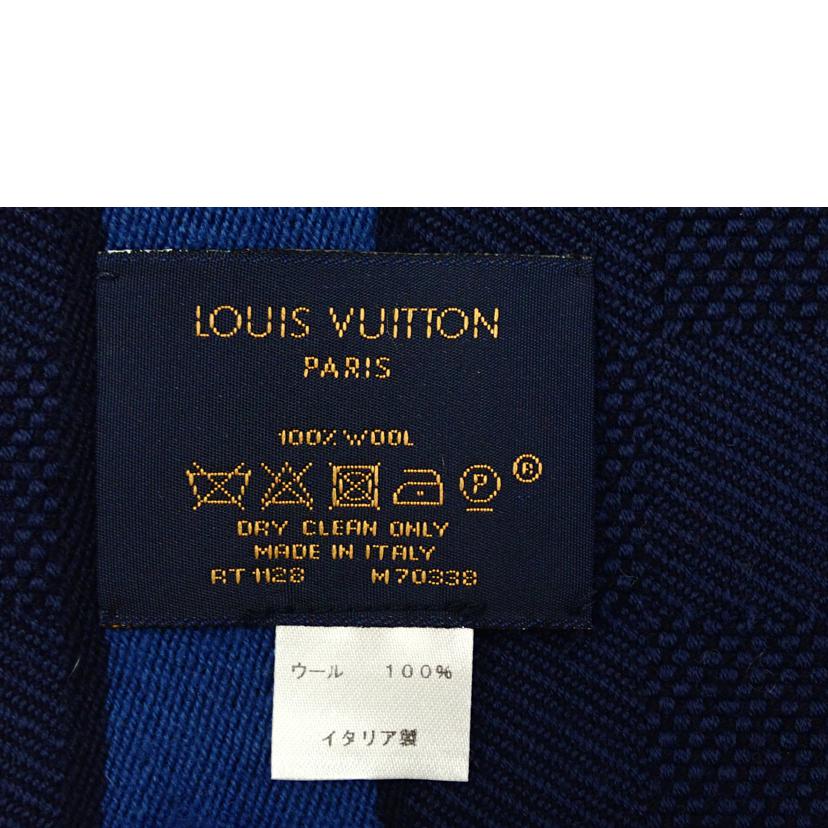 LOUIS VUITTON
PARIS
100% WOOL
P ®
DRY CLEAN ONLY
MADE IN ITALY
RT1128 M70338
ウール 100%
イタリア製